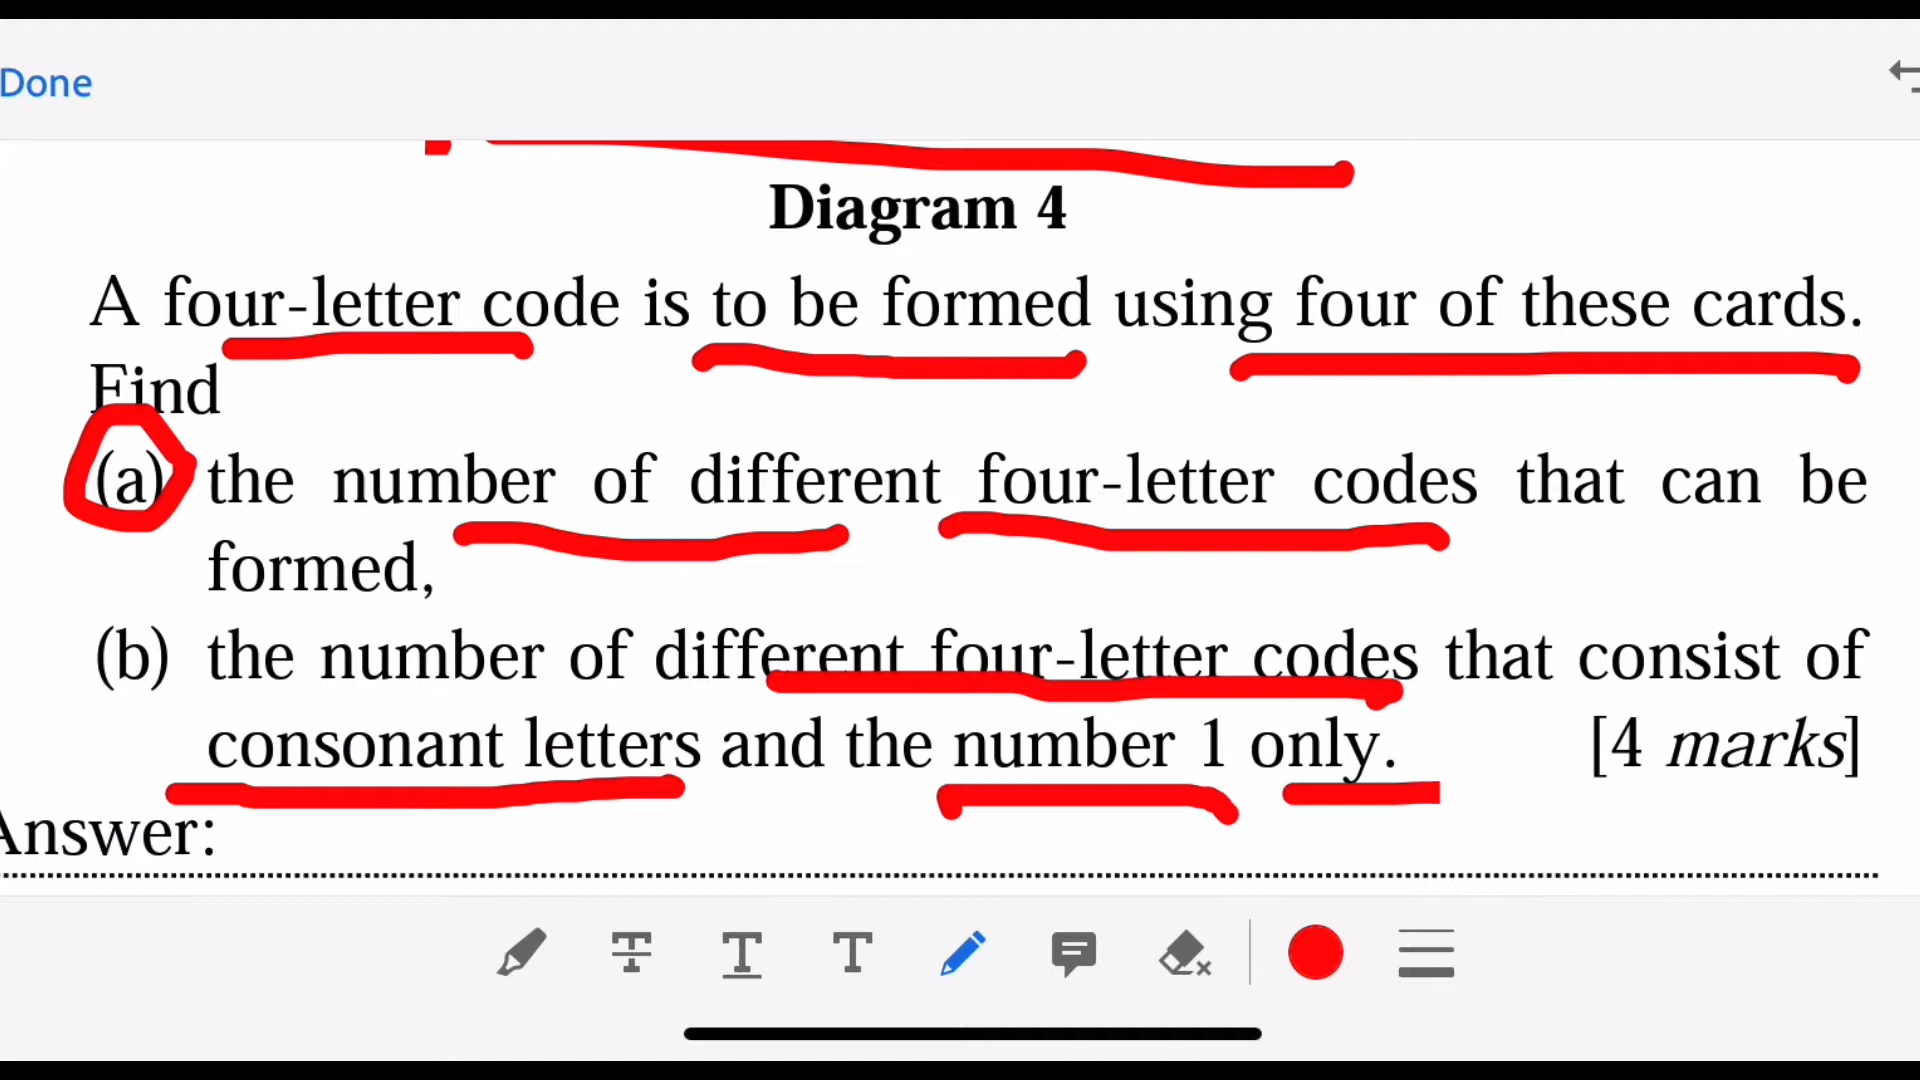 Done
Diagram 4
A four-letter code is to be formed using four of these cards.
Find
(a) the number of different four-letter codes that can be
formed,
(b) the number of different four-letter codes that consist of
consonant letters and the number 1 only. [4 marks]
Answer: